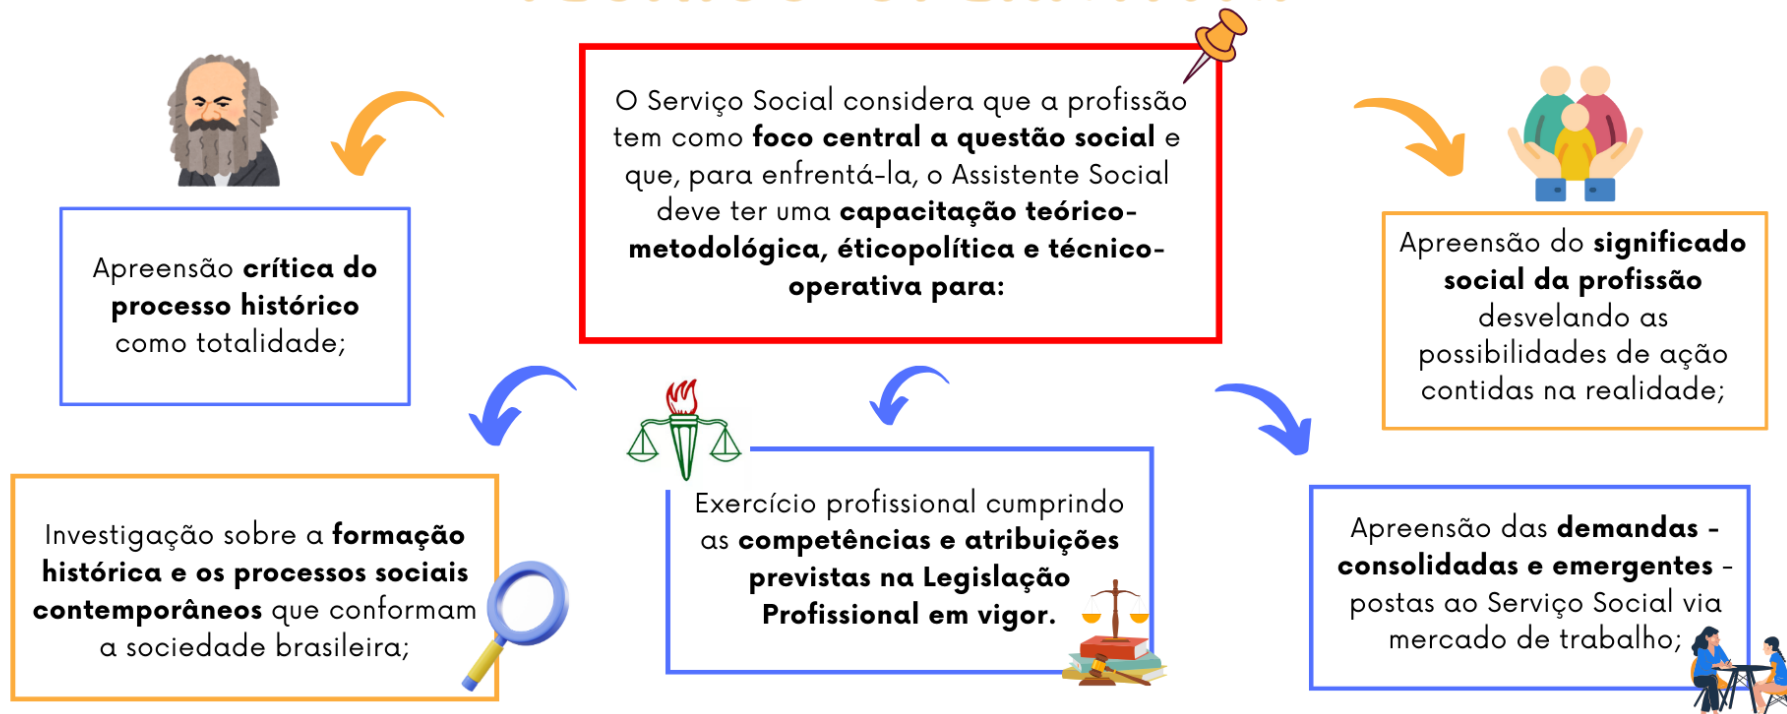 O Serviço Social considera que a profissão
tem como foco central a questão social e
que, para enfrentá-la, o Assistente Social
deve ter uma capacitação teórico-
metodológica, éticopolítica e técnico-
operativa para:
Apreensão crítica do
processo histórico
como totalidade;
Apreensão do significado
social da profissão
desvelando as
possibilidades de ação
contidas na realidade;
Investigação sobre a formação
histórica e os processos sociais
contemporâneos que conformam
a sociedade brasileira;
Exercício profissional cumprindo
as competências e atribuições
previstas na Legislação
Profissional em vigor.
Apreensão das demandas -
consolidadas e emergentes -
postas ao Serviço Social via
mercado de trabalho;